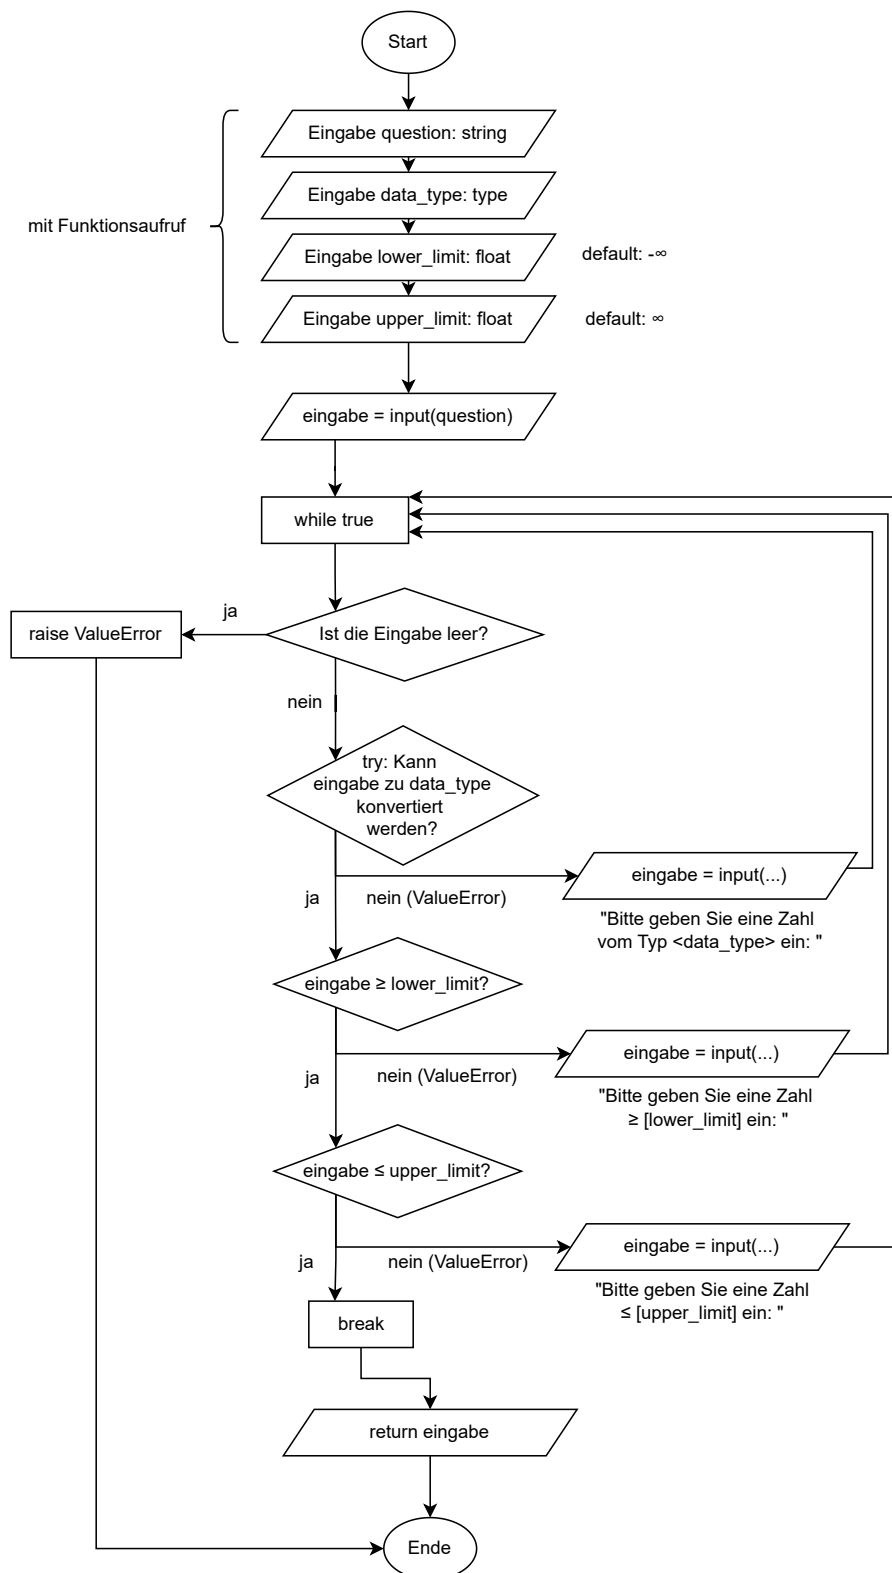 Start
Eingabe question: string
Eingabe data_type: type
mit Funktionsaufruf
Eingabe lower_limit: float
default: -∞
Eingabe upper_limit: float
default: ∞
eingabe = input(question)
while true
ja
raise ValueError
Ist die Eingabe leer?
nein
try: Kann
eingabe zu data_type
konvertiert
werden?
eingabe = input(...)
ja
nein (ValueError)
"Bitte geben Sie eine Zahl
vom Typ <data_type> ein: "
eingabe ≥ lower_limit?
eingabe = input(...)
ja
nein (ValueError)
"Bitte geben Sie eine Zahl
≥ [lower_limit] ein: "
eingabe ≤ upper_limit?
eingabe = input(...)
ja
nein (ValueError)
"Bitte geben Sie eine Zahl
≤ [upper_limit] ein: "
break
return eingabe
Ende